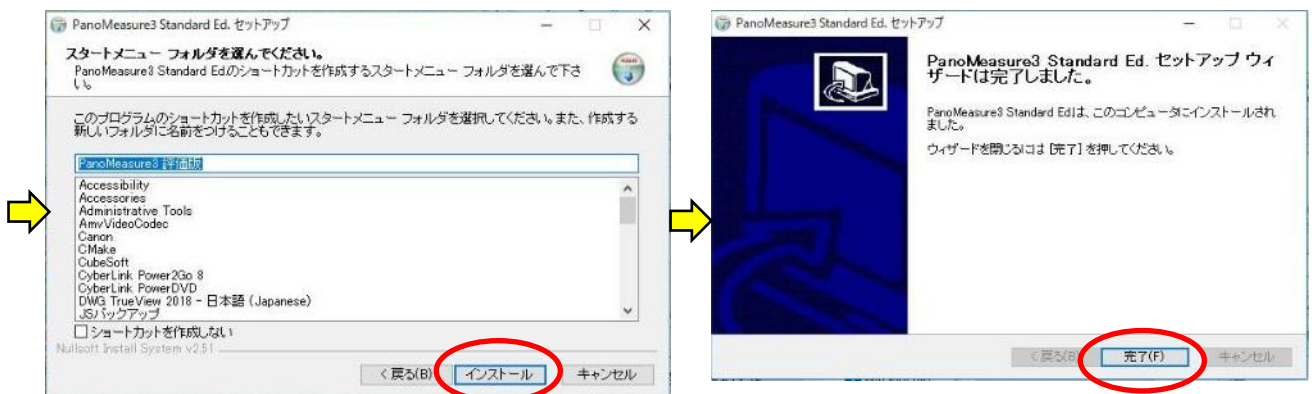 PanoMeasure3 Standard Ed. セットアップ
スタートメニュー フォルダを選んでください。
PanoMeasure3 Standard Edのショートカットを作成するスタートメニュー フォルダを選んで下さ
い。
このプログラムのショートカットを作成したいスタートメニュー フォルダを選択してください。また、作成する
新しいフォルダに名前をつけることもできます。
PanoMeasure3 評価版
Accessibility
Accessories
Administrative Tools
AmvVideoCodec
Canon
CMake
CubeSoft
CyberLink Power2Go 8
CyberLink PowerDVD
DWG TrueView 2018 - 日本語 (Japanese)
JSバックアップ
ショートカットを作成しない
Nullsoft Install System v2.51
< 戻る(B)
インストール
キャンセル
PanoMeasure3 Standard Ed. セットアップ
PanoMeasure3 Standard Ed. セットアップ ウィ
ザードは完了しました。
PanoMeasure3 Standard Edは、このコンピュータにインストールされ
ました。
ウィザードを閉じるには [完了] を押してください。
< 戻る(B)
完了(F)
キャンセル